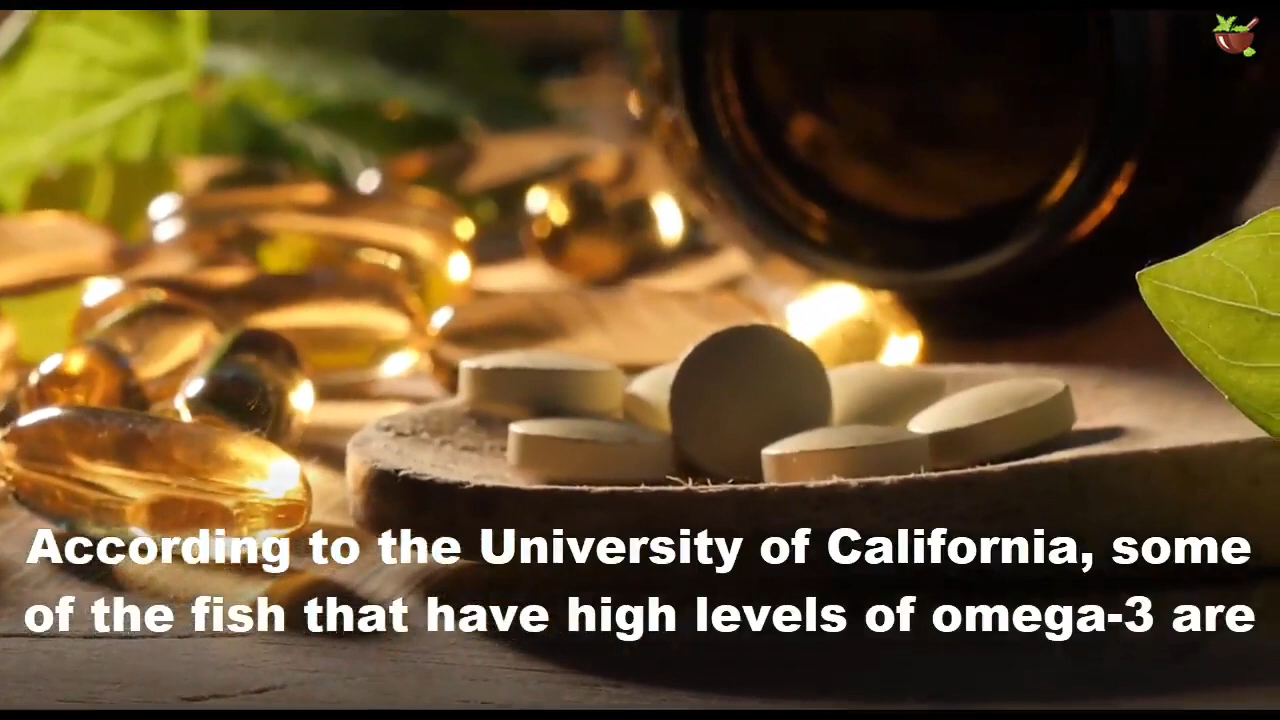 According to the University of California, some
of the fish that have high levels of omega-3 are